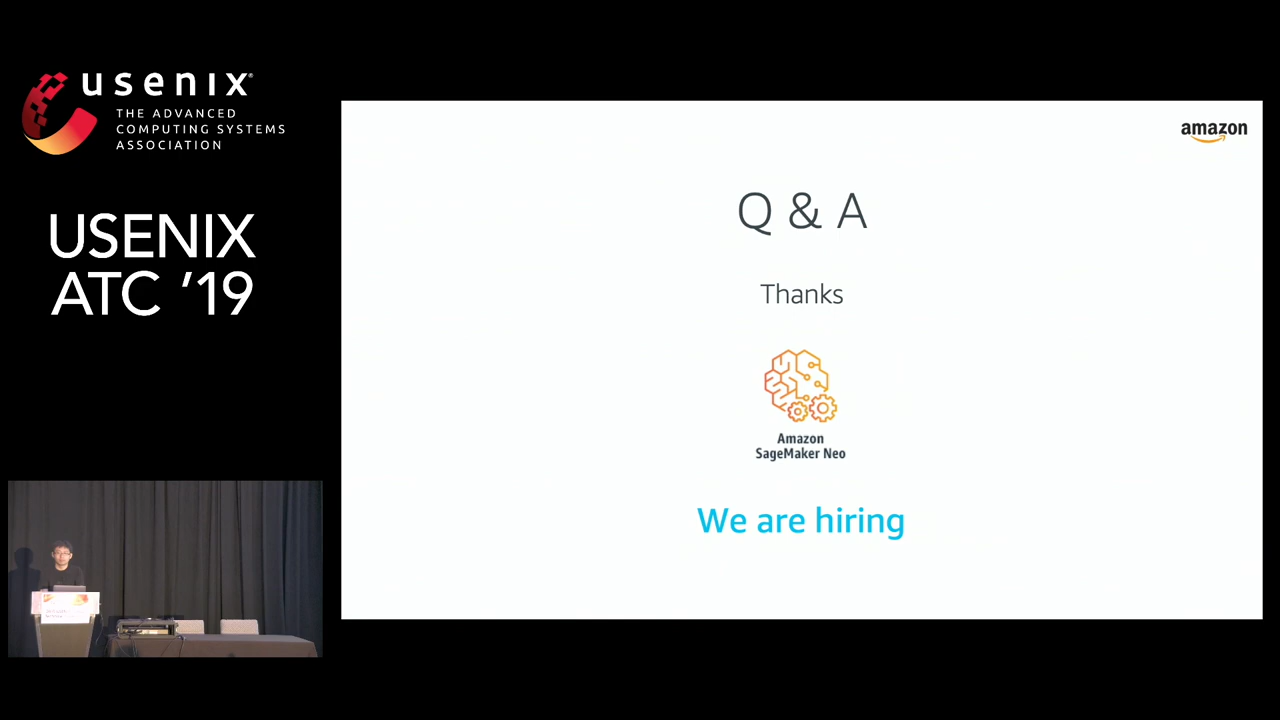 usenix
THE ADVANCED
COMPUTING SYSTEMS
ASSOCIATION
USENIX
ATC '19
amazon
Q & A
Thanks
Amazon
SageMaker Neo
We are hiring